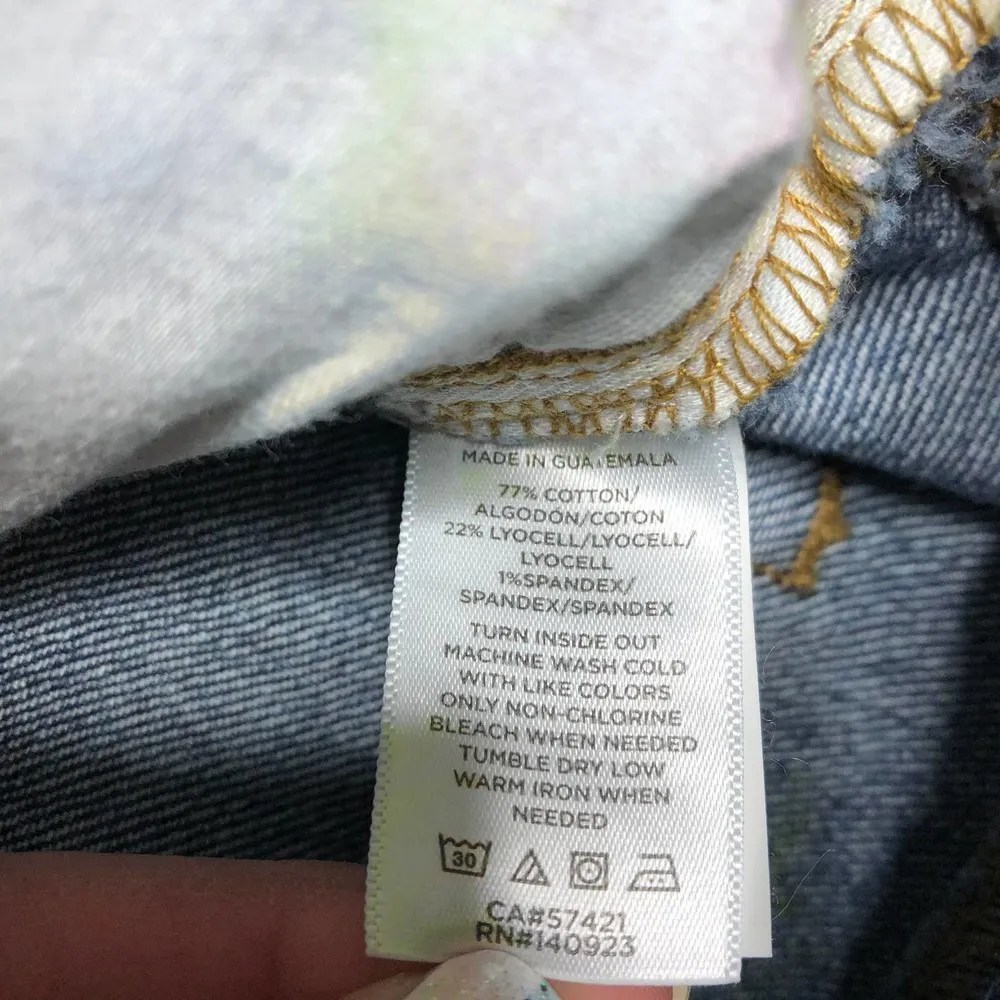 MADE IN GUATEMALA
77% COTTON/
ALGODÓN/COTON
22% LYOCELL/LYOCELL/
LYOCELL
1%SPANDEX/
SPANDEX/SPANDEX
TURN INSIDE OUT
MACHINE WASH COLD
WITH LIKE COLORS
ONLY NON-CHLORINE
BLEACH WHEN NEEDED
TUMBLE DRY LOW
WARM IRON WHEN
NEEDED
30
CA#57421
RN#140923